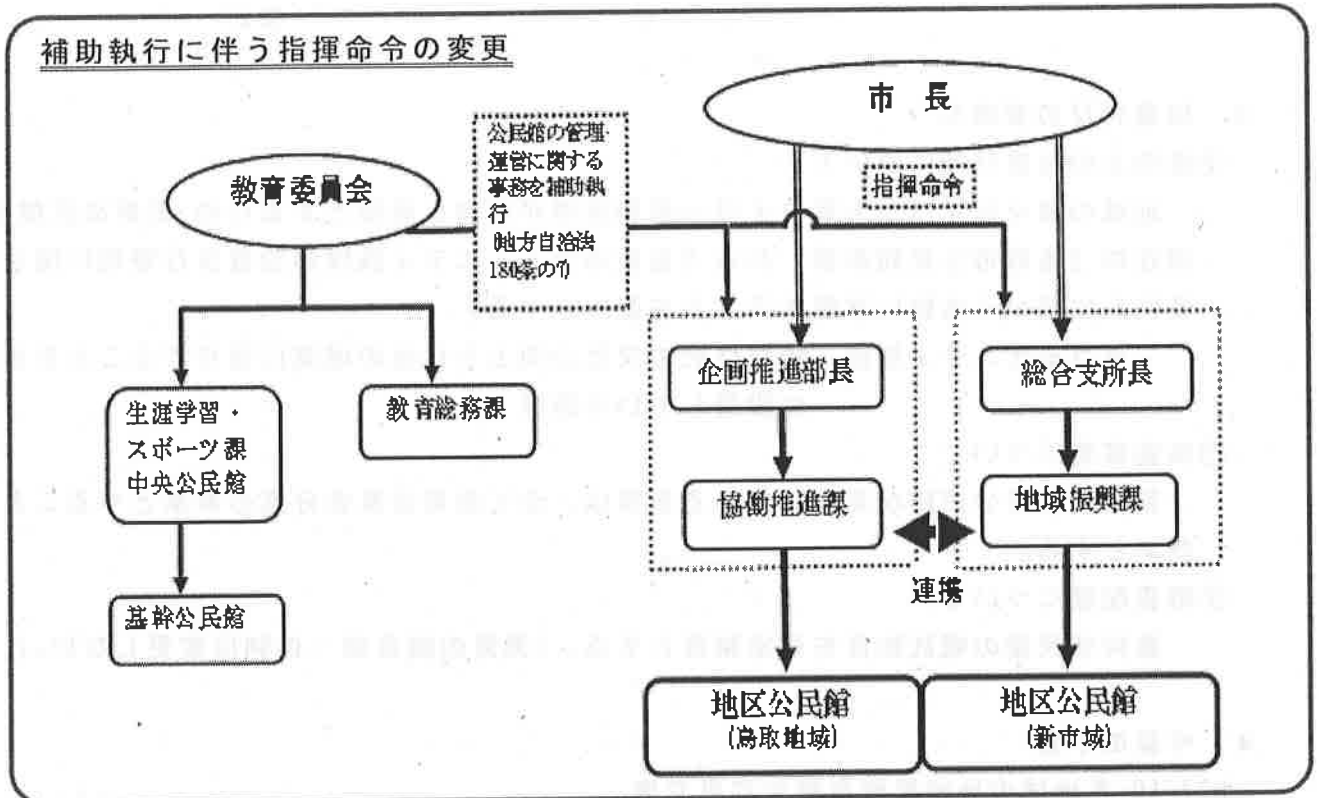 補助執行に伴う指揮命令の変更
市 長
公民館の管理・
運営に関する
事務を補助執
行
(地方自治法
180条の7)
教育委員会
指揮命令
企画推進部長
総合支所長
生涯学習・
スポーツ課
中央公民館
教育総務課
協働推進課
地域振興課
連携
基幹公民館
地区公民館
(鳥取地域)
地区公民館
(新市域)